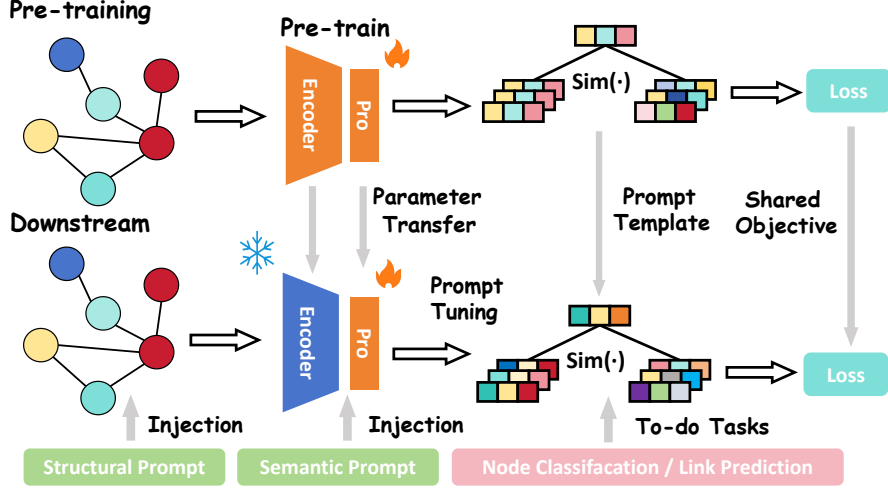 Pre-training
Pre-train
Encoder
Pro
Sim(·)
Loss
Parameter
Transfer
Prompt
Template
Shared
Objective
Downstream
Encoder
Pro
Prompt
Tuning
Sim(·)
Loss
Injection
Injection
To-do Tasks
Structural Prompt
Semantic Prompt
Node Classifacation / Link Prediction